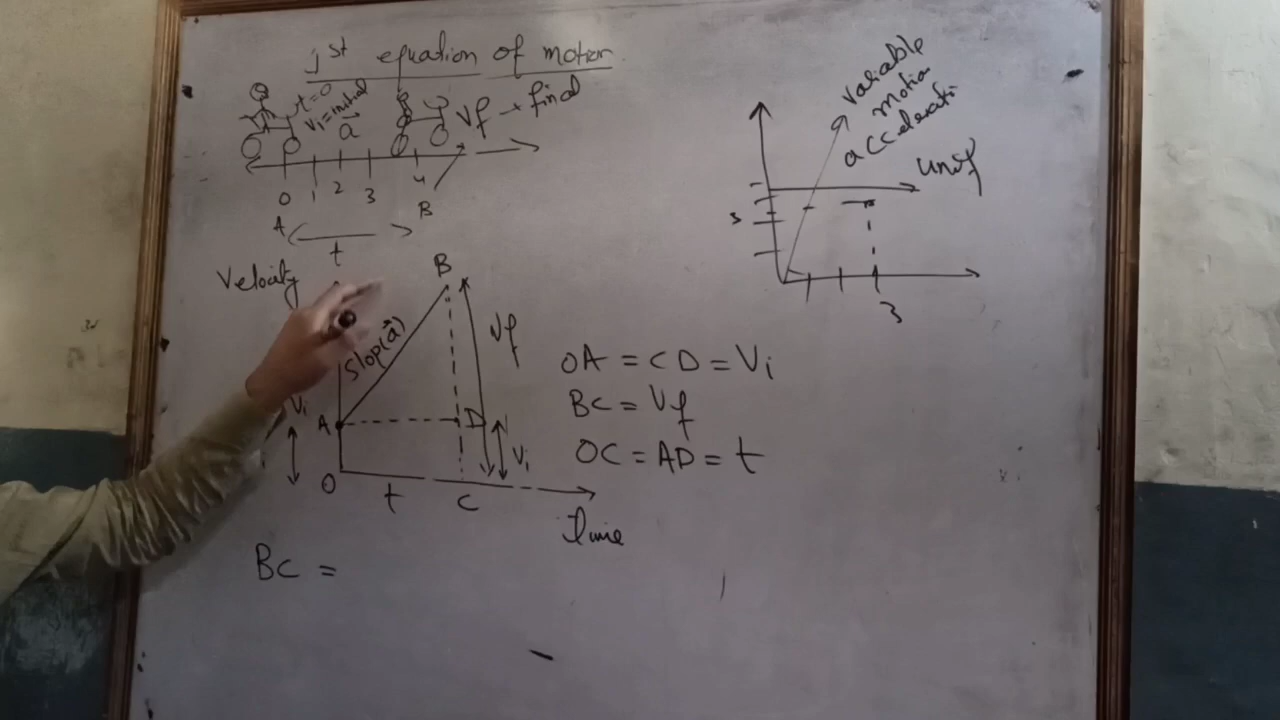 1st equation of motion
t=0
Vi=initial
a
Vf → final
0 1 2 3 4
A B
t
Velocity
B
Slop(a)
Vf
Vi
A
D
Vi
O
t
C
Time
OA = CD = Vi
BC = Vf
OC = AD = t
BC =
variable
motion
accelerati
unif
3
3